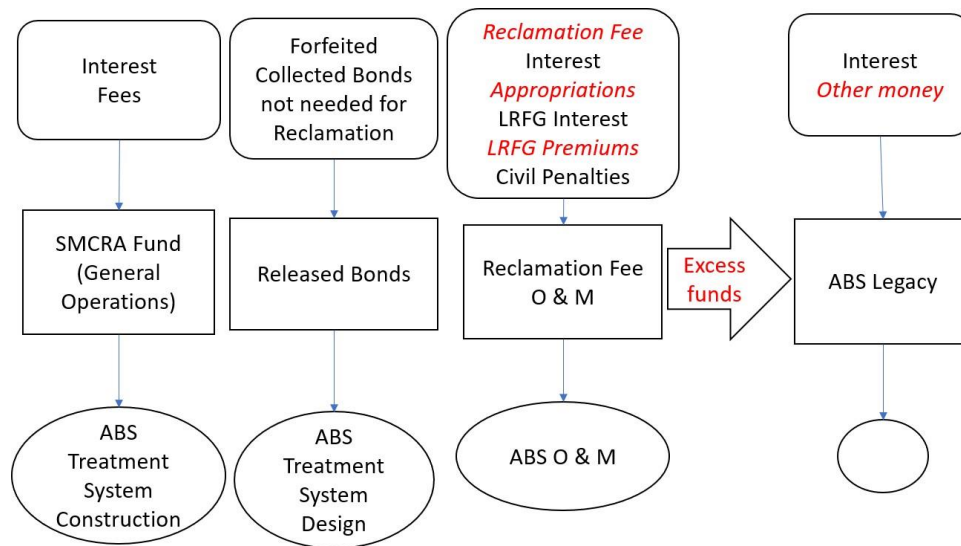 Interest
Fees
Forfeited
Collected Bonds
not needed for
Reclamation
Reclamation Fee
Interest
Appropriations
LRFG Interest
LRFG Premiums
Civil Penalties
Interest
Other money
SMCRA Fund
(General
Operations)
Released Bonds
Reclamation Fee
O & M
Excess
funds
ABS Legacy
ABS
Treatment
System
Construction
ABS
Treatment
System
Design
ABS O & M